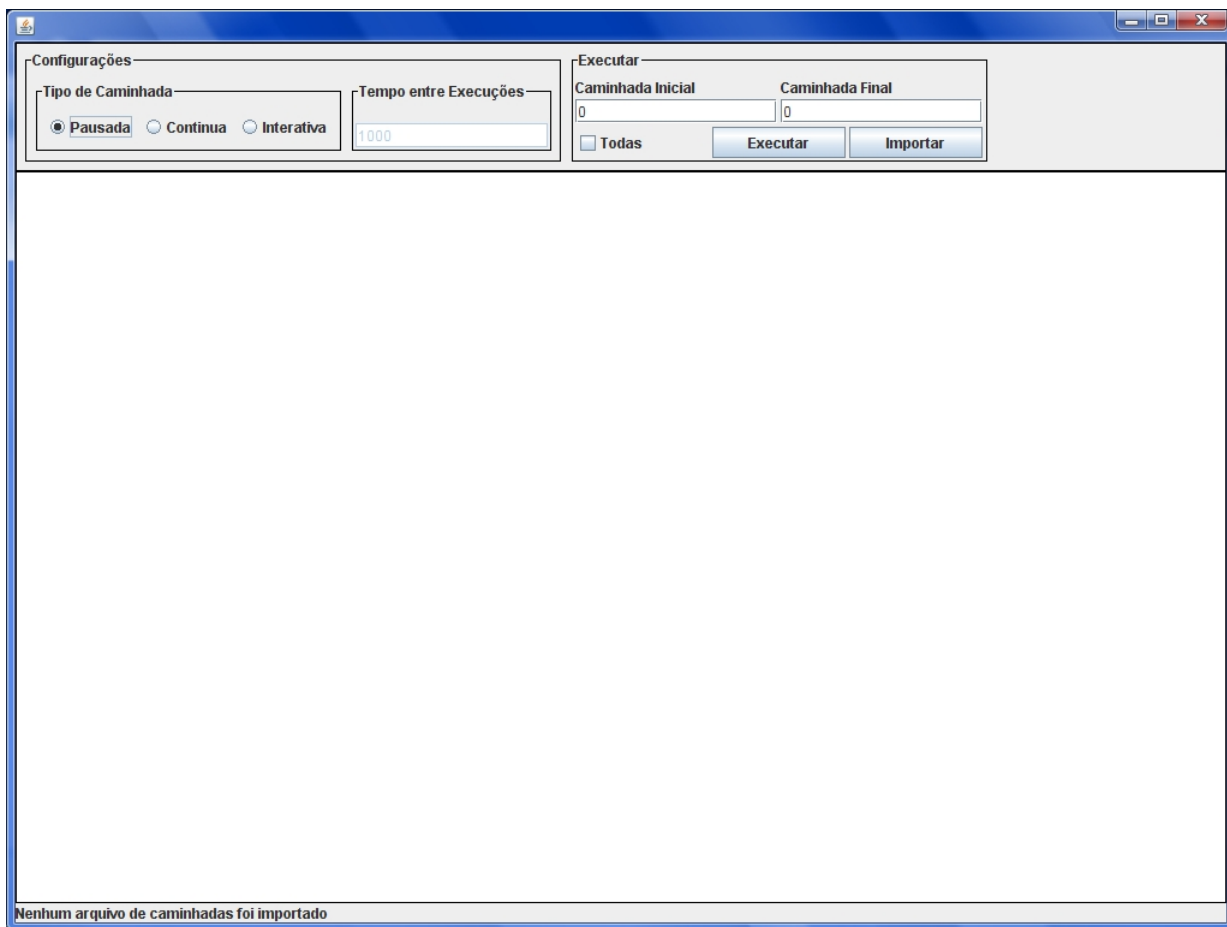 Configurações
Tipo de Caminhada
Pausada Continua Interativa
Tempo entre Execuções
1000
Executar
Caminhada Inicial Caminhada Final
0 0
Todas Executar Importar
Nenhum arquivo de caminhadas foi importado